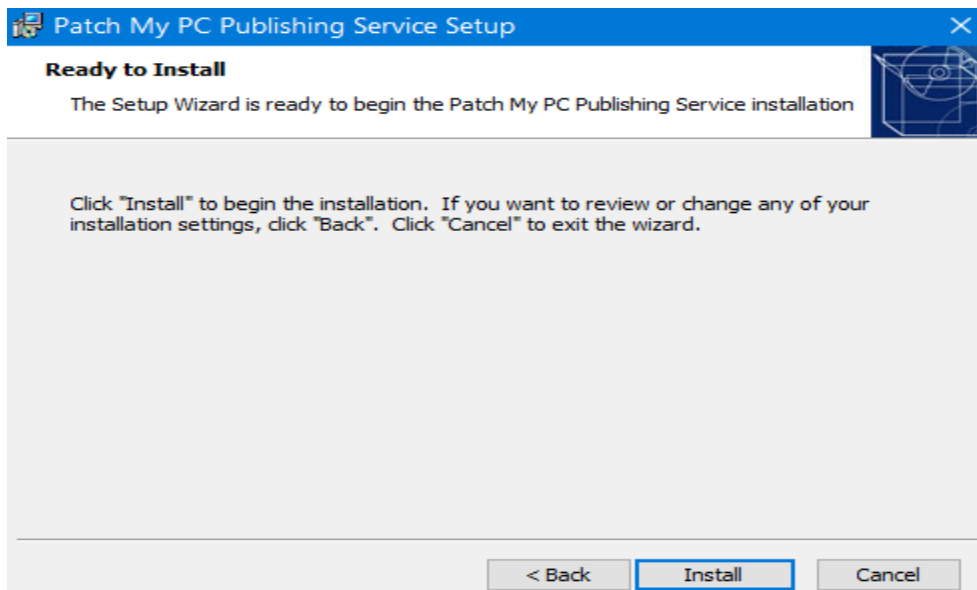 Patch My PC Publishing Service Setup
Ready to Install
The Setup Wizard is ready to begin the Patch My PC Publishing Service installation
Click "Install" to begin the installation. If you want to review or change any of your
installation settings, click "Back". Click "Cancel" to exit the wizard.
< Back Install Cancel